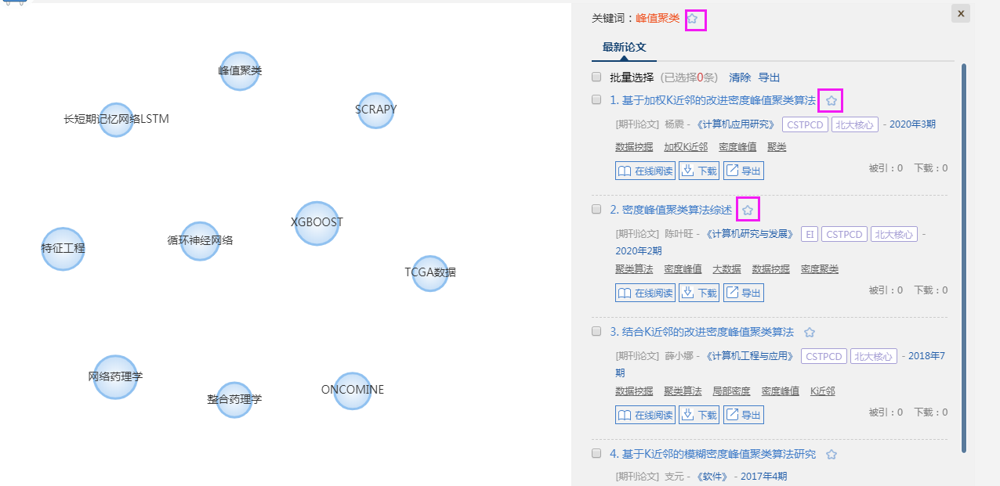 峰值聚类
SCRAPY
长短期记忆网络LSTM
XGBOOST
循环神经网络
特征工程
TCGA数据
网络药理学
ONCOMINE
整合药理学
关键词：峰值聚类
x
最新论文
批量选择 (已选择0条) 清除 导出
1. 基于加权K近邻的改进密度峰值聚类算法
[期刊论文] 杨震 - 《计算机应用研究》 CSTPCD 北大核心 - 2020年3期
数据挖掘 加权K近邻 密度峰值 聚类
在线阅读 下载 导出 被引：0 下载：0
2. 密度峰值聚类算法综述
[期刊论文] 陈叶旺 - 《计算机研究与发展》 EI CSTPCD 北大核心 -
2020年2期
聚类算法 密度峰值 大数据 数据挖掘 密度聚类
在线阅读 下载 导出 被引：0 下载：0
3. 结合K近邻的改进密度峰值聚类算法
[期刊论文] 薛小娜 - 《计算机工程与应用》 CSTPCD 北大核心 - 2018年7
期
数据挖掘 聚类算法 局部密度 密度峰值 K近邻
在线阅读 下载 导出 被引：0 下载：0
4. 基于K近邻的模糊密度峰值聚类算法研究
[期刊论文] 支元 - 《软件》 - 2017年4期